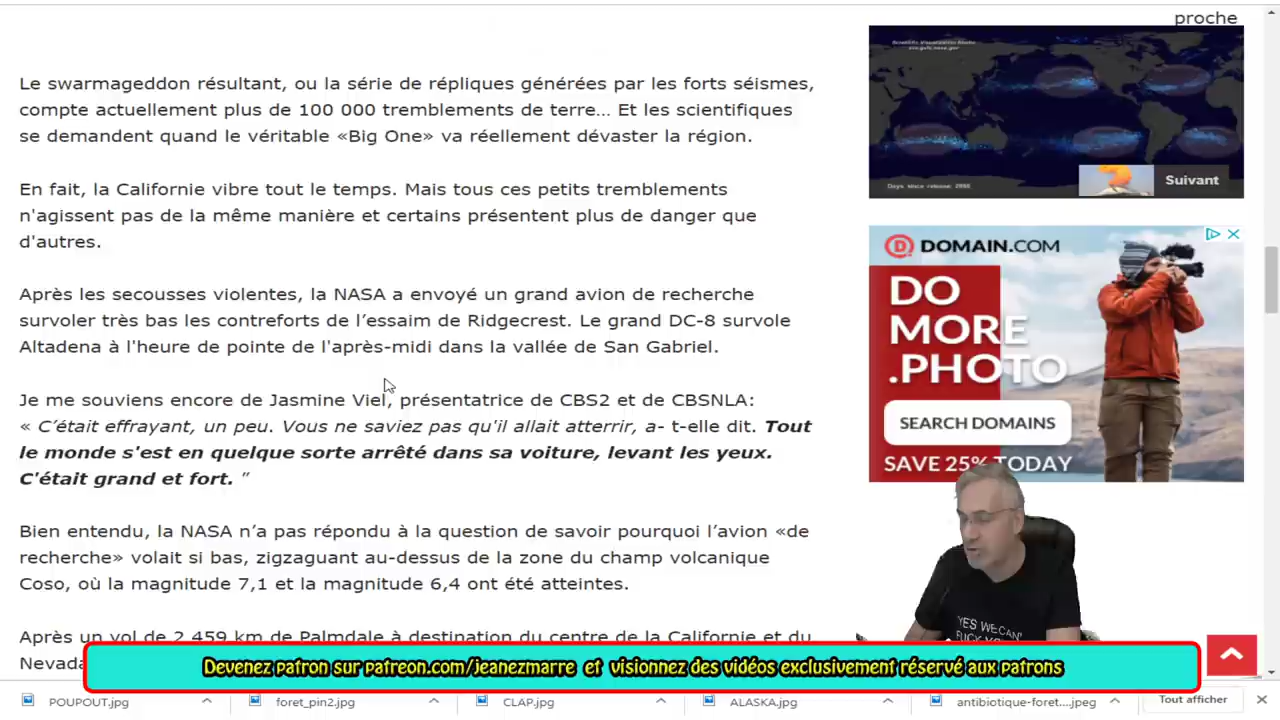 proche
Le swarmageddon résultant, ou la série de répliques générées par les forts séismes,
compte actuellement plus de 100 000 tremblements de terre... Et les scientifiques
se demandent quand le véritable «Big One» va réellement dévaster la région.
En fait, la Californie vibre tout le temps. Mais tous ces petits tremblements
n'agissent pas de la même manière et certains présentent plus de danger que
d'autres.
Après les secousses violentes, la NASA a envoyé un grand avion de recherche
survoler très bas les contreforts de l'essaim de Ridgecrest. Le grand DC-8 survole
Altadena à l'heure de pointe de l'après-midi dans la vallée de San Gabriel.
Je me souviens encore de Jasmine Viel, présentatrice de CBS2 et de CBSNLA:
« C'était effrayant, un peu. Vous ne saviez pas qu'il allait atterrir, a- t-elle dit. Tout
le monde s'est en quelque sorte arrêté dans sa voiture, levant les yeux.
C'était grand et fort. ”
Bien entendu, la NASA n'a pas répondu à la question de savoir pourquoi l'avion «de
recherche» volait si bas, zigzaguant au-dessus de la zone du champ volcanique
Coso, où la magnitude 7,1 et la magnitude 6,4 ont été atteintes.
Après un vol de 2 459 km de Palmdale à destination du centre de la Californie et du
Nevada
Days since release:
Suivant
DOMAIN.COM
DO
MORE
.PHOTO
SEARCH DOMAINS
SAVE 25% TODAY
YES WE CAN'
Devenez patron sur patreon.com/jeanezmarre et visionnez des vidéos exclusivement réservé aux patrons
POUPOUT.jpg
foret_pin2.jpg
CLAP.jpg
ALASKA.jpg
antibiotique-foret....jpeg
Tout afficher